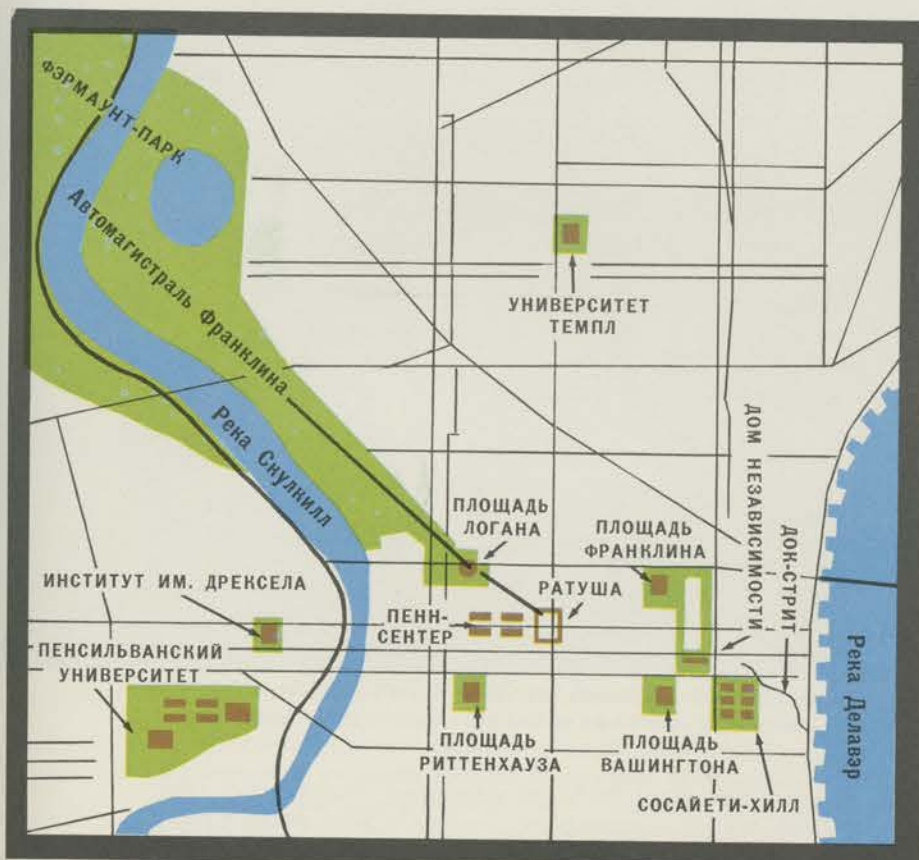 ФЭРМАУНТ-ПАРК
Автомагистраль Франклина
УНИВЕРСИТЕТ
ТЕМПЛ
Река Снулкилл
ДОМ НЕЗАВИСИМОСТИ
ДОК-СТРИТ
ПЛОЩАДЬ
ЛОГАНА
ПЛОЩАДЬ
ФРАНКЛИНА
ИНСТИТУТ ИМ. ДРЕКСЕЛА
РАТУША
ПЕНН-
СЕНТЕР
ПЕНСИЛЬВАНСКИЙ
УНИВЕРСИТЕТ
Река Делавэр
ПЛОЩАДЬ
РИТТЕНХАУЗА
ПЛОЩАДЬ
ВАШИНГТОНА
СОСАЙЕТИ-ХИЛЛ